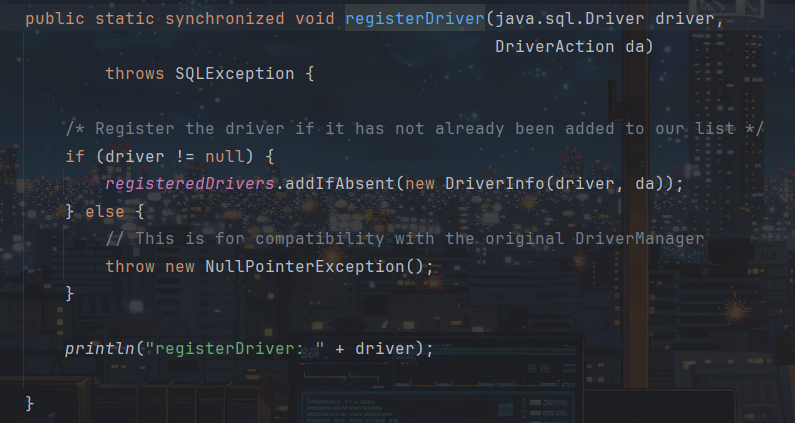 public static synchronized void registerDriver(java.sql.Driver driver,
                                               DriverAction da)
        throws SQLException {

    /* Register the driver if it has not already been added to our list */
    if (driver != null) {
        registeredDrivers.addIfAbsent(new DriverInfo(driver, da));
    } else {
        // This is for compatibility with the original DriverManager
        throw new NullPointerException();
    }

    println("registerDriver: " + driver);

}